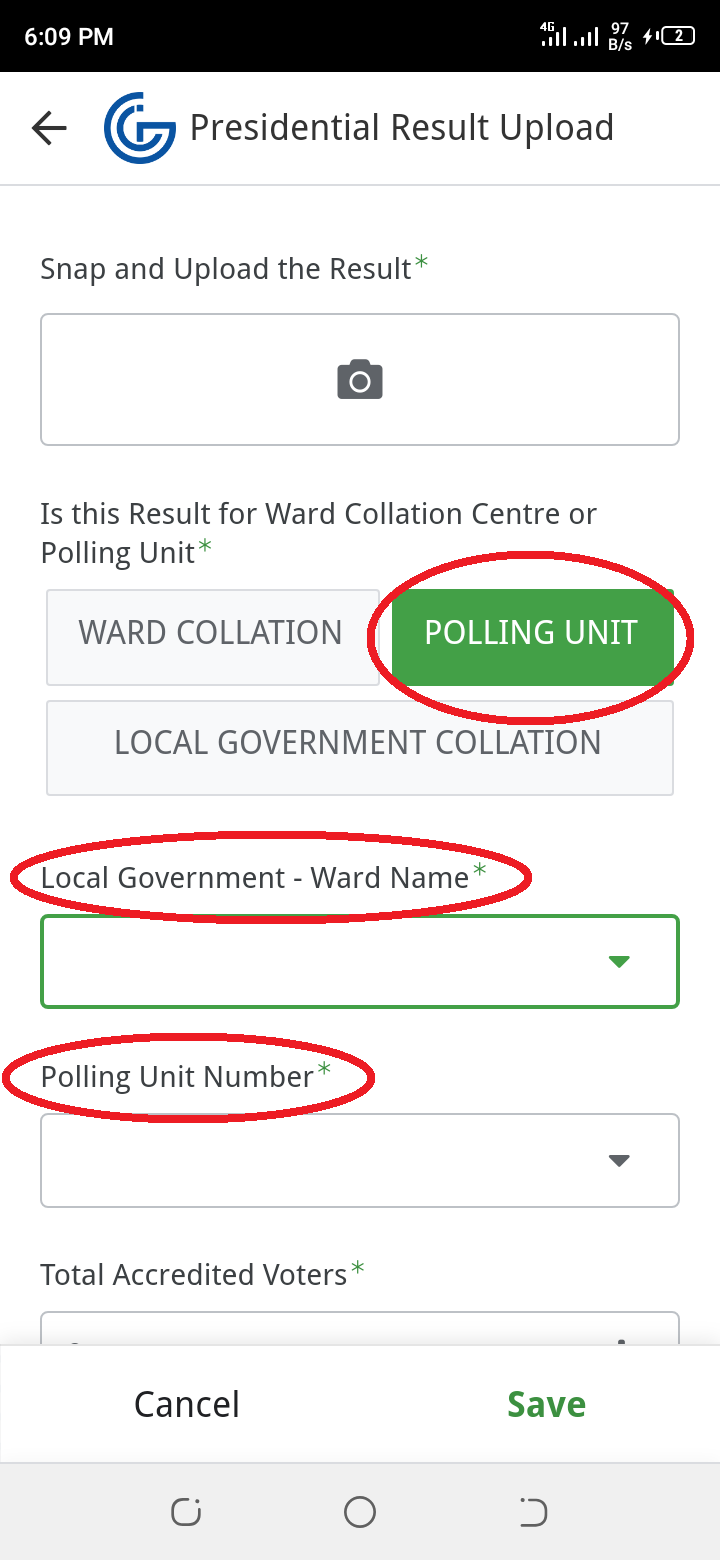 6:09 PM
4G
97
B/s
2
Presidential Result Upload
Snap and Upload the Result*
Is this Result for Ward Collation Centre or
Polling Unit*
WARD COLLATION
POLLING UNIT
LOCAL GOVERNMENT COLLATION
Local Government - Ward Name*
Polling Unit Number*
Total Accredited Voters*
Cancel
Save